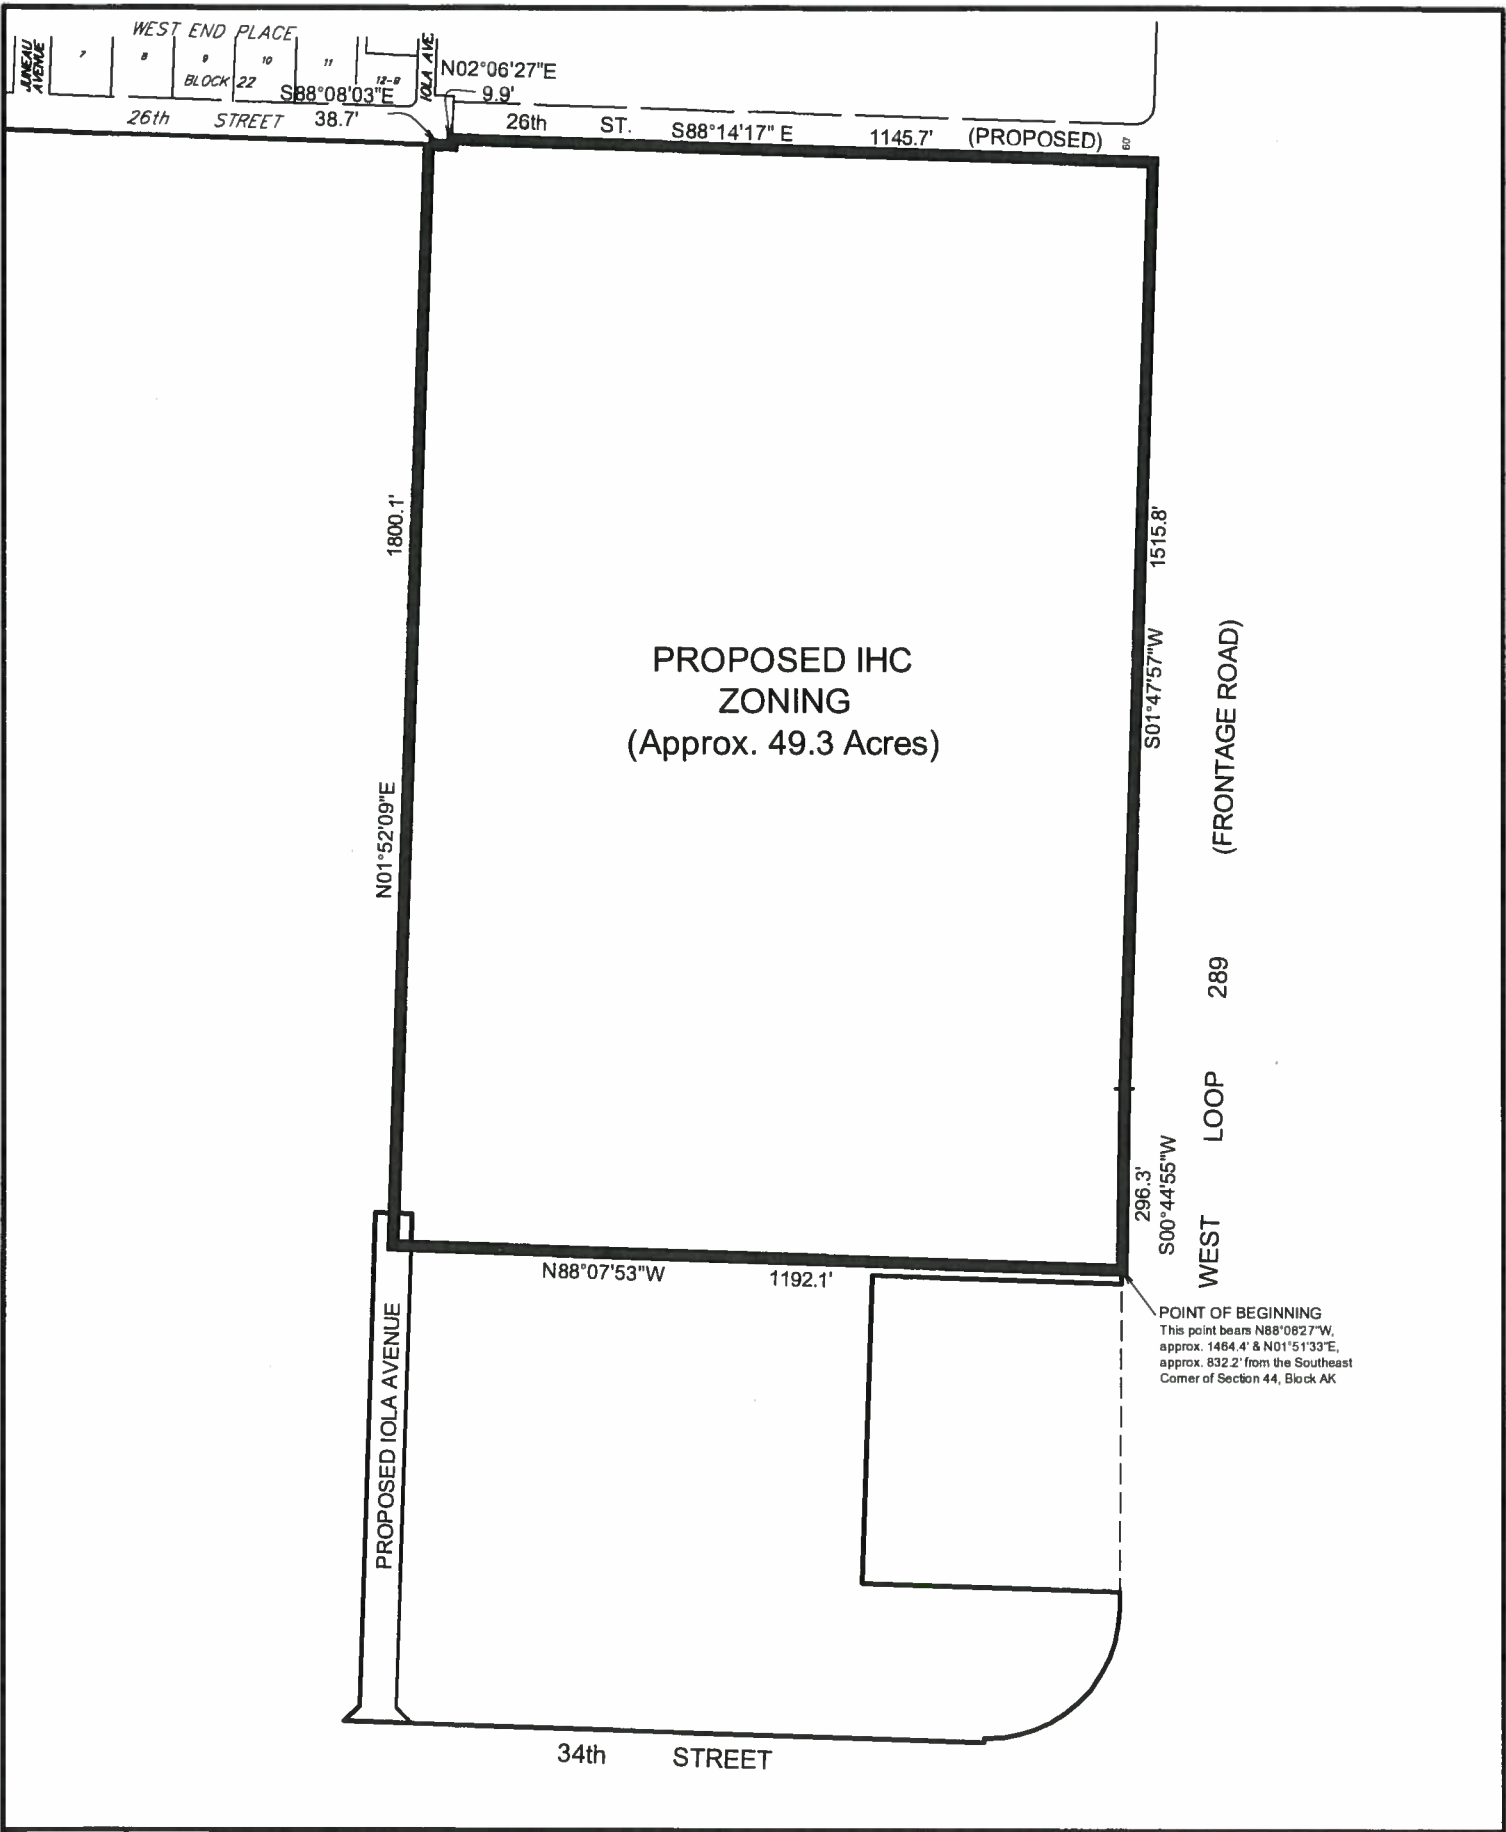 WEST END PLACE
JUNEAU
AVENUE
7
8
9
10
11
12-B
BLOCK 22
IOLA AVE.
N02°06'27"E
9.9'
S88°08'03"E
38.7'
26th STREET
26th ST. S88°14'17" E 1145.7' (PROPOSED)
60'
1800.1'
N01°52'09"E
1515.8'
S01°47'57"W
PROPOSED IHC
ZONING
(Approx. 49.3 Acres)
(FRONTAGE ROAD)
WEST LOOP 289
296.3'
S00°44'55"W
N88°07'53"W 1192.1'
POINT OF BEGINNING
This point bears N88°08'27"W,
approx. 1464.4' & N01°51'33"E,
approx. 832.2' from the Southeast
Corner of Section 44, Block AK
PROPOSED IOLA AVENUE
34th STREET